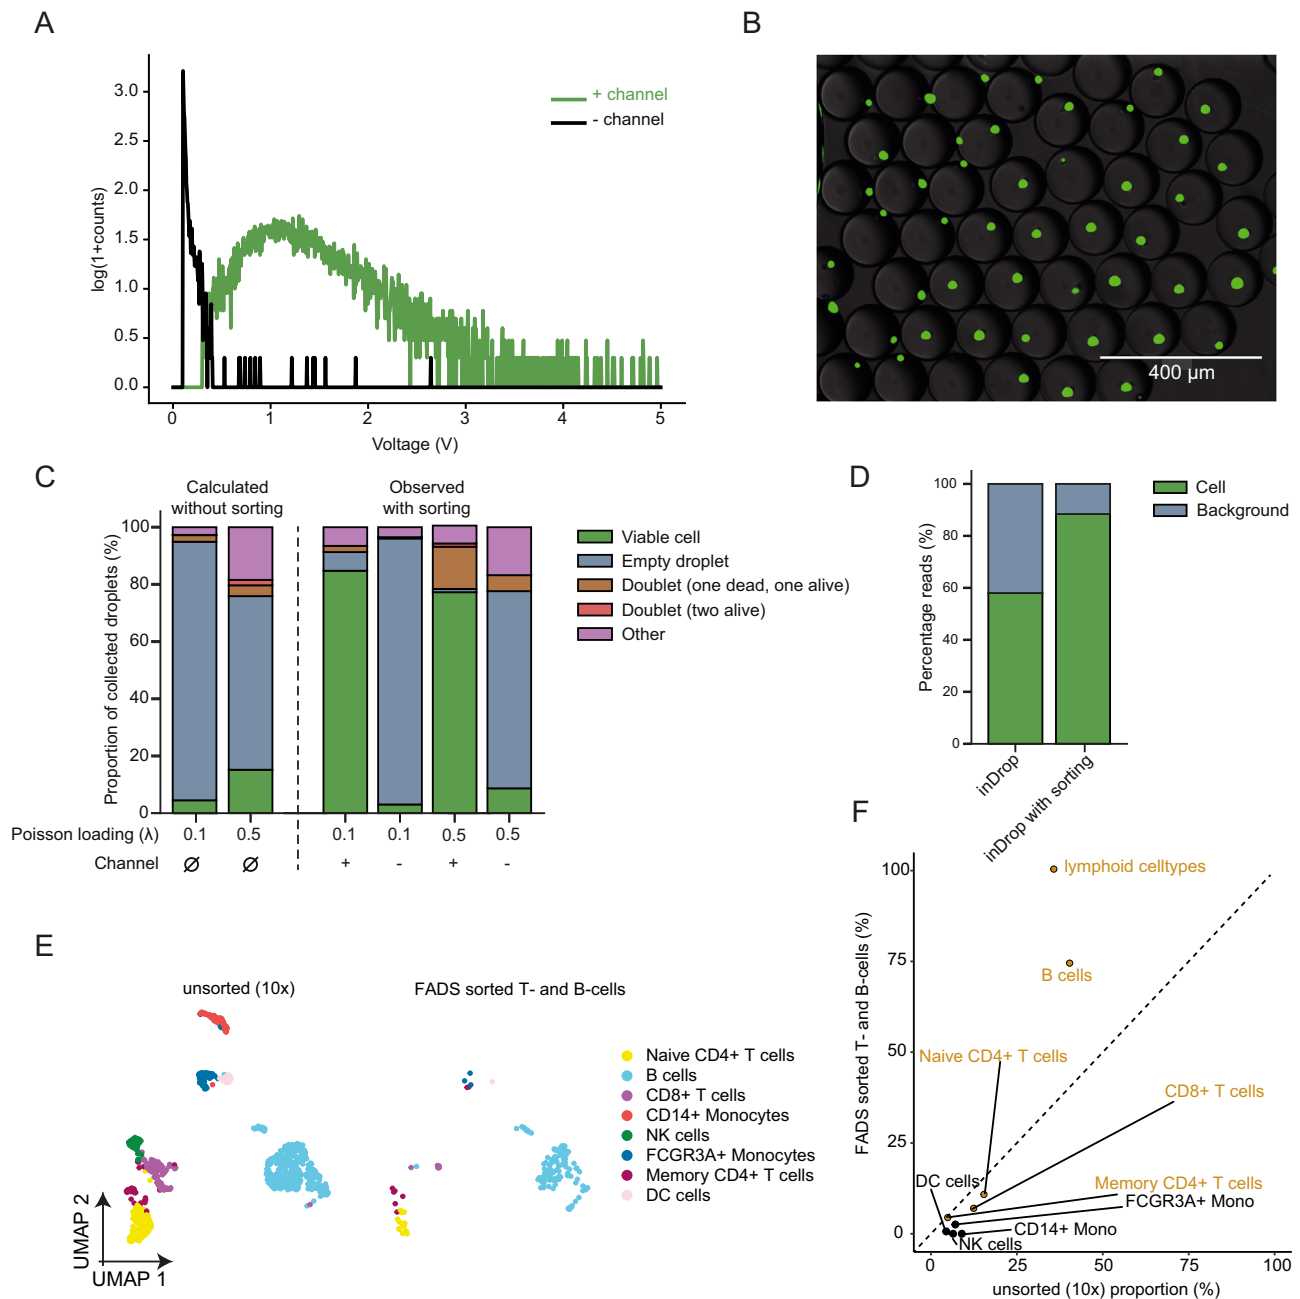 A
log(1+counts)
3.0
2.5
2.0
1.5
1.0
0.5
0.0
0 1 2 3 4 5
Voltage (V)
+ channel
- channel
B
400 µm
C
Calculated without sorting
Observed with sorting
Proportion of collected droplets (%)
100
80
60
40
20
0
Poisson loading (λ) 0.1 0.5 0.1 0.1 0.5 0.5
Channel Ø Ø + - + -
Viable cell
Empty droplet
Doublet (one dead, one alive)
Doublet (two alive)
Other
D
Percentage reads (%)
100
80
60
40
20
0
inDrop
inDrop with sorting
Cell
Background
E
unsorted (10x)
FADS sorted T- and B-cells
UMAP 2
UMAP 1
Naive CD4+ T cells
B cells
CD8+ T cells
CD14+ Monocytes
NK cells
FCGR3A+ Monocytes
Memory CD4+ T cells
DC cells
F
FADS sorted T- and B-cells (%)
100
75
50
25
0
lymphoid celltypes
B cells
Naive CD4+ T cells
CD8+ T cells
DC cells
Memory CD4+ T cells
FCGR3A+ Mono
CD14+ Mono
NK cells
0 25 50 75 100
unsorted (10x) proportion (%)